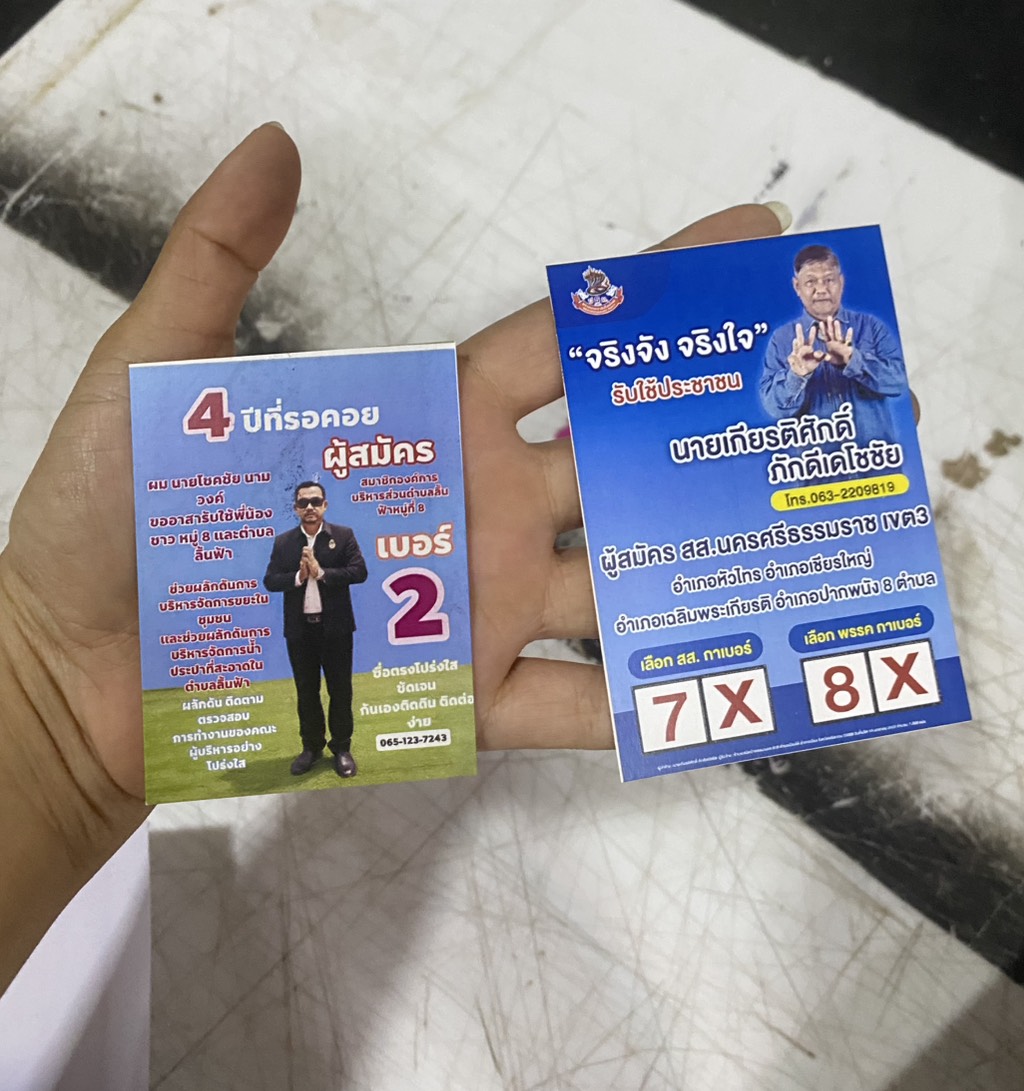 4 ปีที่รอคอย
ผู้สมัคร
สมาชิกองค์การ
บริหารส่วนตำบลลิ้น
ฟ้าหมู่ที่ 8
เบอร์
2
ผม นายโชคชัย นาม
วงค์
ขออาสารับใช้พี่น้อง
ชาว หมู่ 8 และตำบล
ลิ้นฟ้า
ช่วยผลักดันการ
บริหารจัดการขยะใน
ชุมชน
และช่วยผลักดันการ
บริหารจัดการน้ำ
ประปาที่สะอาดใน
ตำบลลิ้นฟ้า
ผลักดัน ติดตาม
ตรวจสอบ
การทำงานของคณะ
ผู้บริหารอย่าง
โปร่งใส
ซื่อตรงโปร่งใส
ชัดเจน
กันเองติดดิน ติดต่อ
ง่าย
065-123-7243
“จริงจัง จริงใจ”
รับใช้ประชาชน
นายเกียรติศักดิ์
ภักดีเดโชชัย
โทร.063-2209819
ผู้สมัคร สส.นครศรีธรรมราช เขต3
อำเภอหัวไทร อำเภอเชียรใหญ่
อำเภอเฉลิมพระเกียรติ อำเภอปากพนัง 8 ตำบล
เลือก สส. กาเบอร์
7 X
เลือก พรรค กาเบอร์
8 X